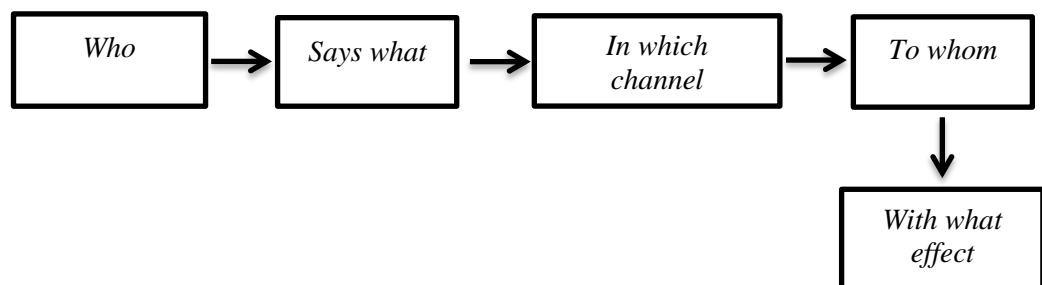 Who
Says what
In which
channel
To whom
With what
effect